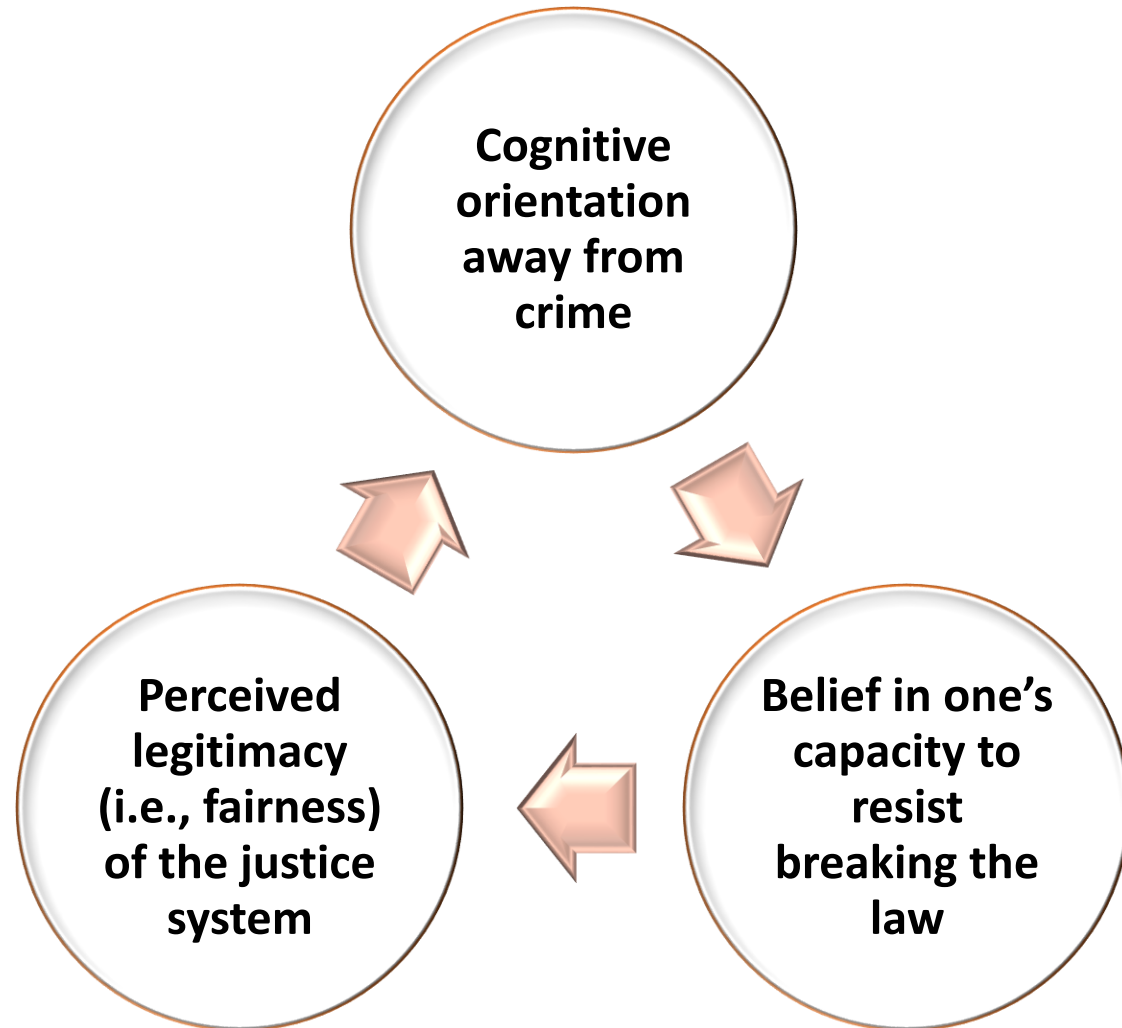 Cognitive
orientation
away from
crime
Perceived
legitimacy
(i.e., fairness)
of the justice
system
Belief in one’s
capacity to
resist
breaking the
law